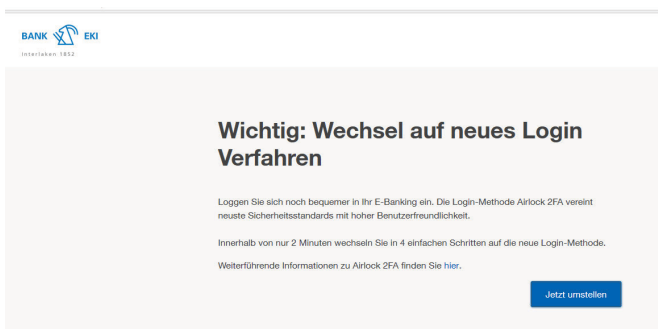 BANK EKI
Interlaken 1852
Wichtig: Wechsel auf neues Login
Verfahren
Loggen Sie sich noch bequemer in Ihr E-Banking ein. Die Login-Methode Airlock 2FA vereint
neuste Sicherheitsstandards mit hoher Benutzerfreundlichkeit.
Innerhalb von nur 2 Minuten wechseln Sie in 4 einfachen Schritten auf die neue Login-Methode.
Weiterführende Informationen zu Airlock 2FA finden Sie hier.
Jetzt umstellen